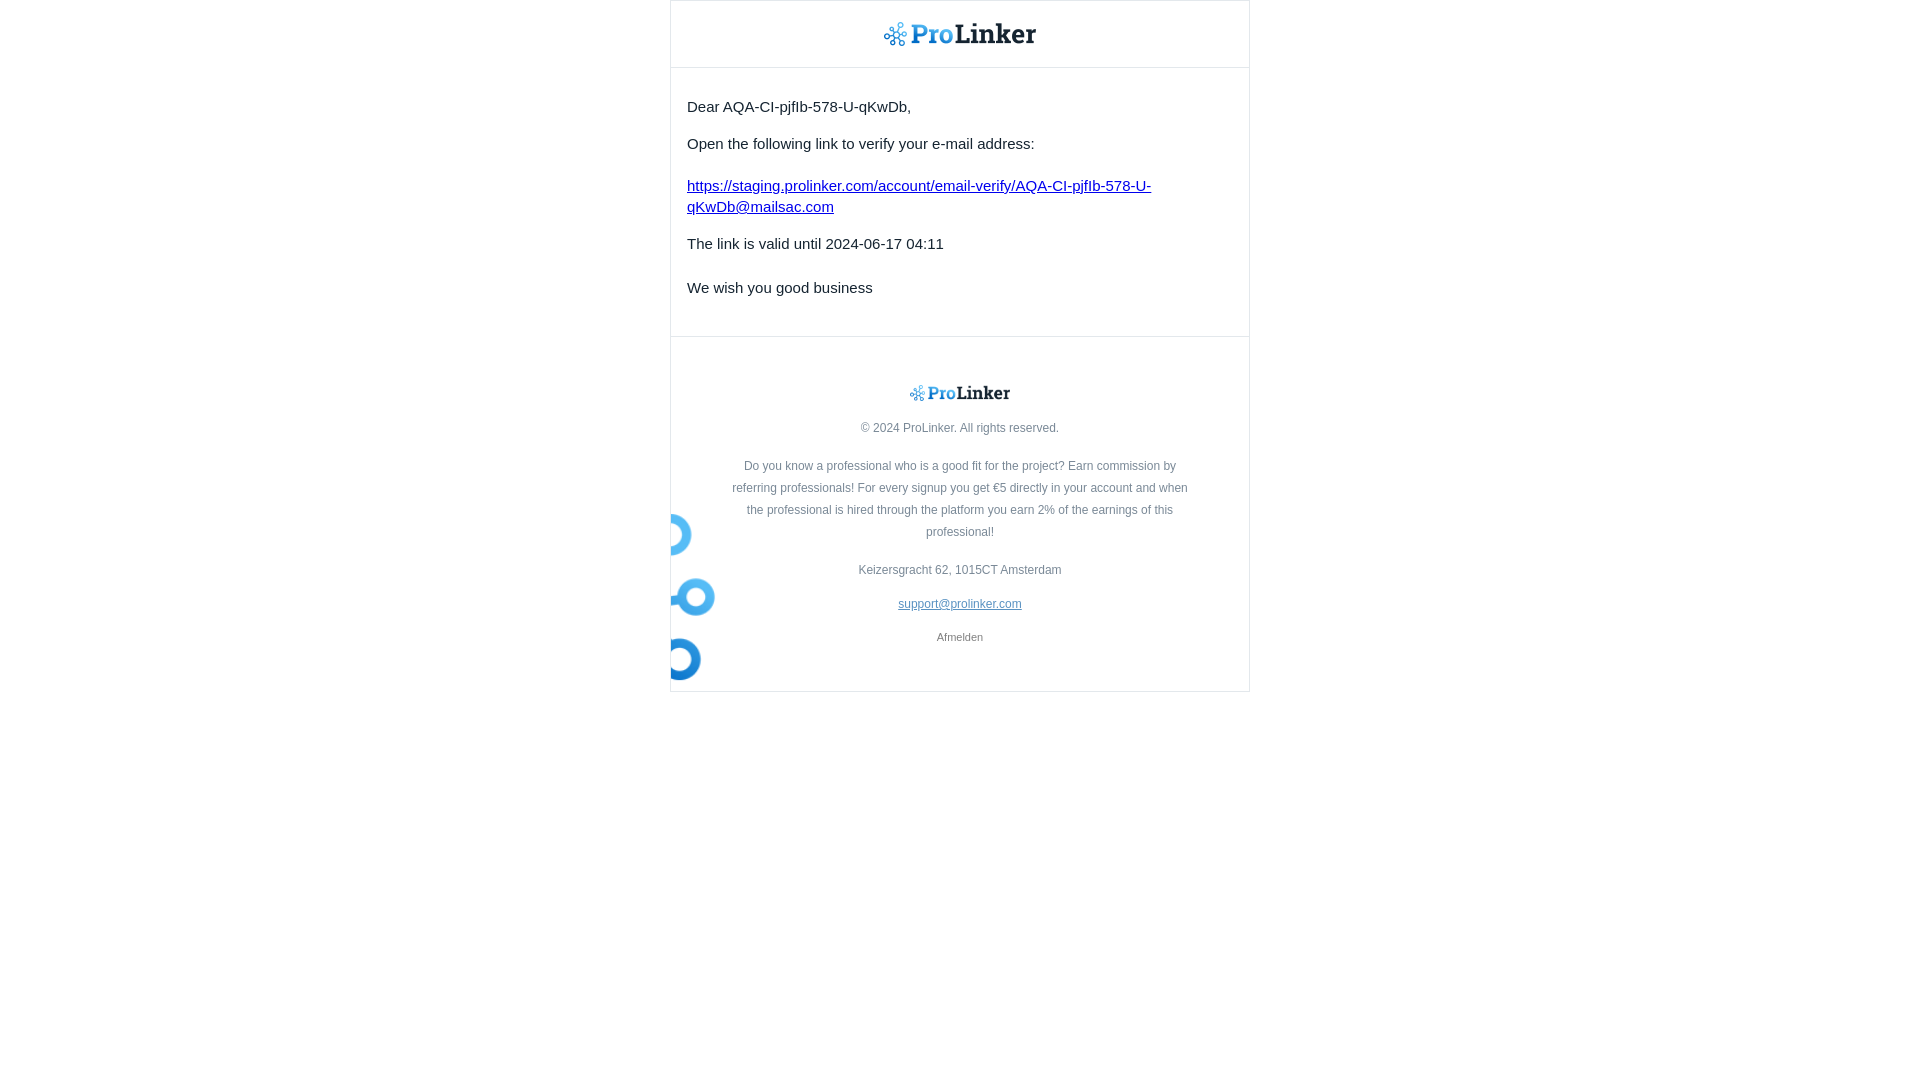 ProLinker
Dear AQA-CI-pjfIb-578-U-qKwDb,
Open the following link to verify your e-mail address:
https://staging.prolinker.com/account/email-verify/AQA-CI-pjfIb-578-U-
qKwDb@mailsac.com
The link is valid until 2024-06-17 04:11
We wish you good business
ProLinker
© 2024 ProLinker. All rights reserved.
Do you know a professional who is a good fit for the project? Earn commission by
referring professionals! For every signup you get €5 directly in your account and when
the professional is hired through the platform you earn 2% of the earnings of this
professional!
Keizersgracht 62, 1015CT Amsterdam
support@prolinker.com
Afmelden